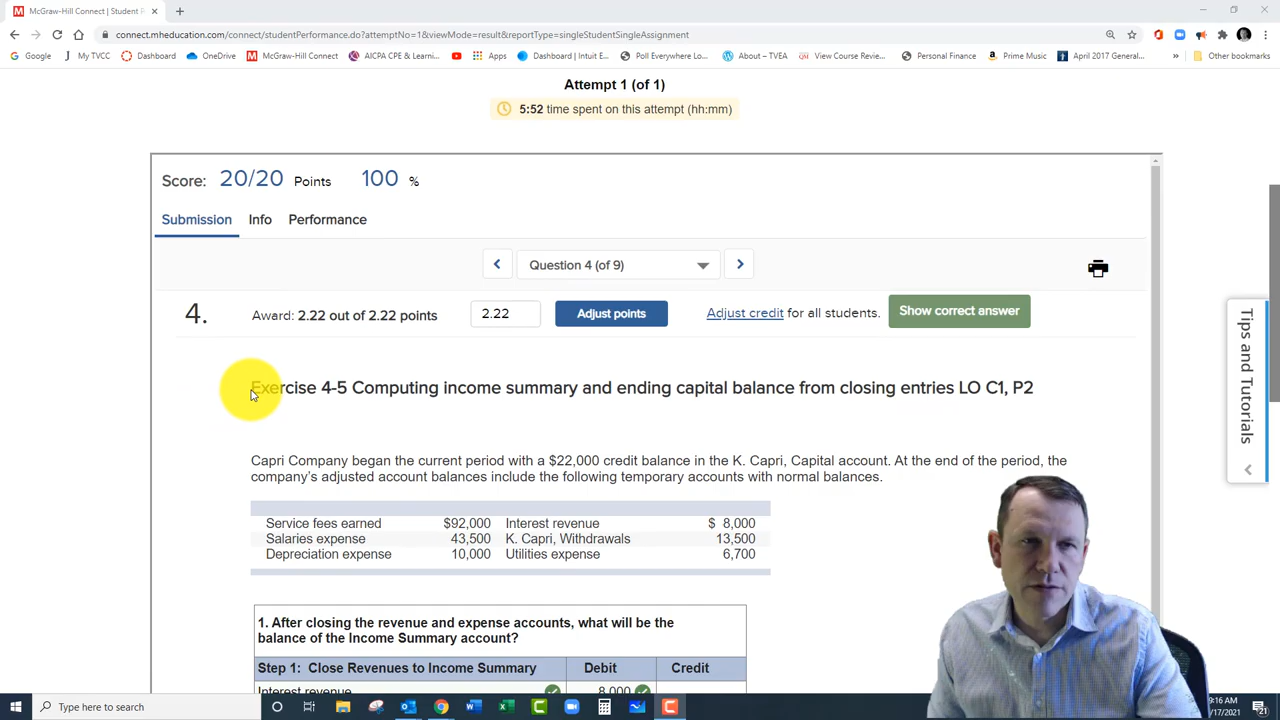 McGraw-Hill Connect | Student R
connect.mheducation.com/connect/studentPerformance.do?attemptNo=1&viewMode=result&reportType=singleStudentSingleAssignment
Google My TVCC Dashboard OneDrive McGraw-Hill Connect AICPA CPE & Learni... Apps Dashboard | Intuit E... Poll Everywhere Lo... About – TVEA View Course Revie... Personal Finance Prime Music April 2017 General... » Other bookmarks
Attempt 1 (of 1)
5:52 time spent on this attempt (hh:mm)
Score: 20/20 Points 100 %
Submission Info Performance
Question 4 (of 9)
4. Award: 2.22 out of 2.22 points 2.22 Adjust points Adjust credit for all students. Show correct answer
Tips and Tutorials
Exercise 4-5 Computing income summary and ending capital balance from closing entries LO C1, P2
Capri Company began the current period with a $22,000 credit balance in the K. Capri, Capital account. At the end of the period, the
company's adjusted account balances include the following temporary accounts with normal balances.
Service fees earned $92,000 Interest revenue $ 8,000
Salaries expense 43,500 K. Capri, Withdrawals 13,500
Depreciation expense 10,000 Utilities expense 6,700
1. After closing the revenue and expense accounts, what will be the
balance of the Income Summary account?
Step 1: Close Revenues to Income Summary Debit Credit
Interest revenue 8,000
Type here to search
9:16 AM
21